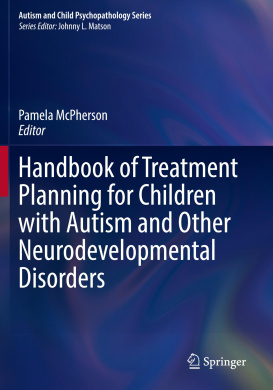 Autism and Child Psychopathology Series
Series Editor: Johnny L. Matson
Pamela McPherson
Editor
Handbook of Treatment
Planning for Children
with Autism and Other
Neurodevelopmental
Disorders
Springer